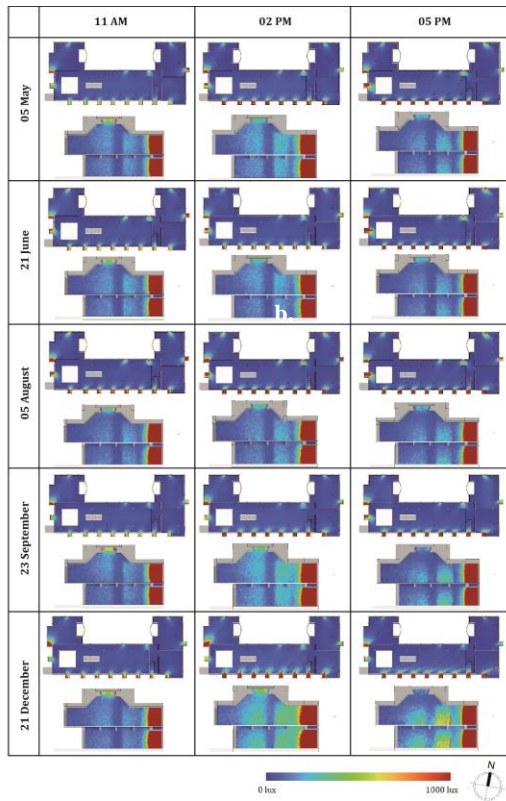 11 AM 02 PM 05 PM
05 May
21 June
b.
05 August
23 September
21 December
0 lux 1000 lux
N